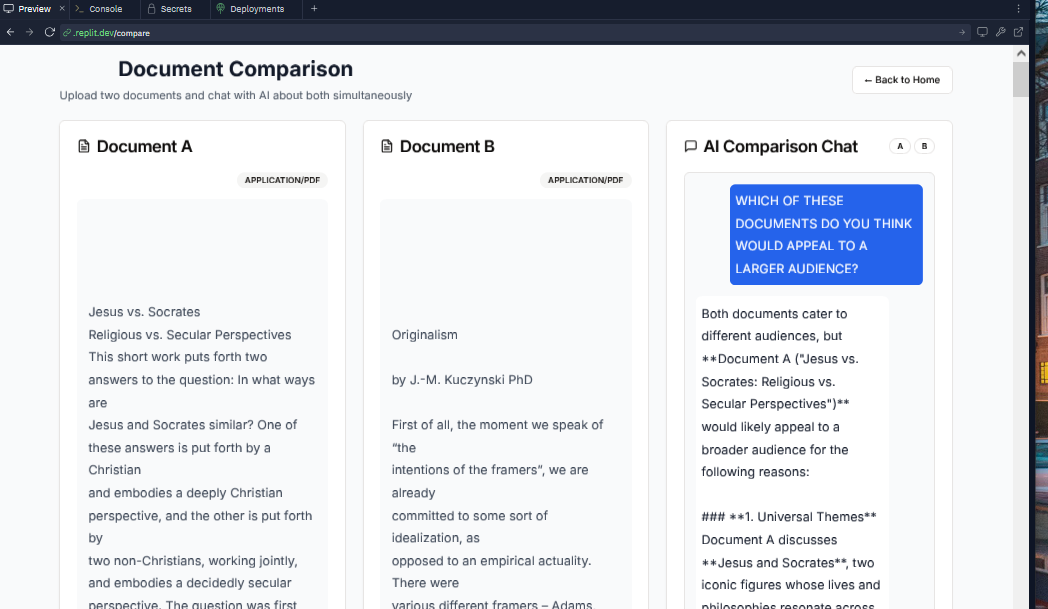 Preview
Console
Secrets
Deployments
.replit.dev/compare
Document Comparison
Upload two documents and chat with AI about both simultaneously
← Back to Home
Document A
APPLICATION/PDF
Jesus vs. Socrates
Religious vs. Secular Perspectives
This short work puts forth two
answers to the question: In what ways
are
Jesus and Socrates similar? One of
these answers is put forth by a
Christian
and embodies a deeply Christian
perspective, and the other is put forth
by
two non-Christians, working jointly,
and embodies a decidedly secular
perspective. The question was first
Document B
APPLICATION/PDF
Originalism
by J.-M. Kuczynski PhD
First of all, the moment we speak of
“the
intentions of the framers”, we are
already
committed to some sort of
idealization, as
opposed to an empirical actuality.
There were
various different framers – Adams,
AI Comparison Chat
A
B
WHICH OF THESE
DOCUMENTS DO YOU THINK
WOULD APPEAL TO A
LARGER AUDIENCE?
Both documents cater to
different audiences, but
**Document A ("Jesus vs.
Socrates: Religious vs.
Secular Perspectives")**
would likely appeal to a
broader audience for the
following reasons:
### **1. Universal Themes**
Document A discusses
**Jesus and Socrates**, two
iconic figures whose lives and
philosophies resonate across